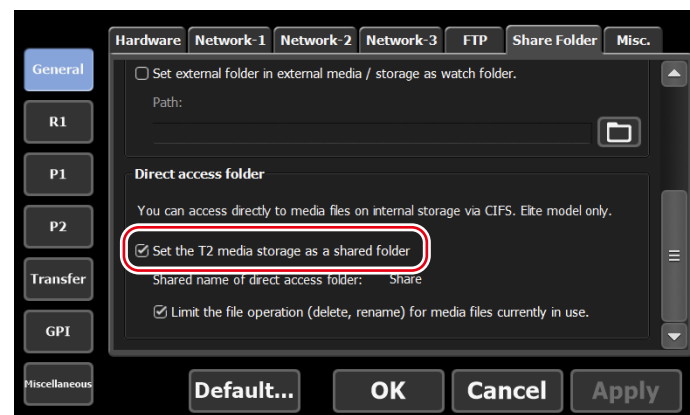 Hardware Network-1 Network-2 Network-3 FTP Share Folder Misc.
General
R1
P1
P2
Transfer
GPI
Miscellaneous
Set external folder in external media / storage as watch folder.
Path:
Direct access folder
You can access directly to media files on internal storage via CIFS. Elite model only.
Set the T2 media storage as a shared folder
Shared name of direct access folder: Share
Limit the file operation (delete, rename) for media files currently in use.
Default... OK Cancel Apply